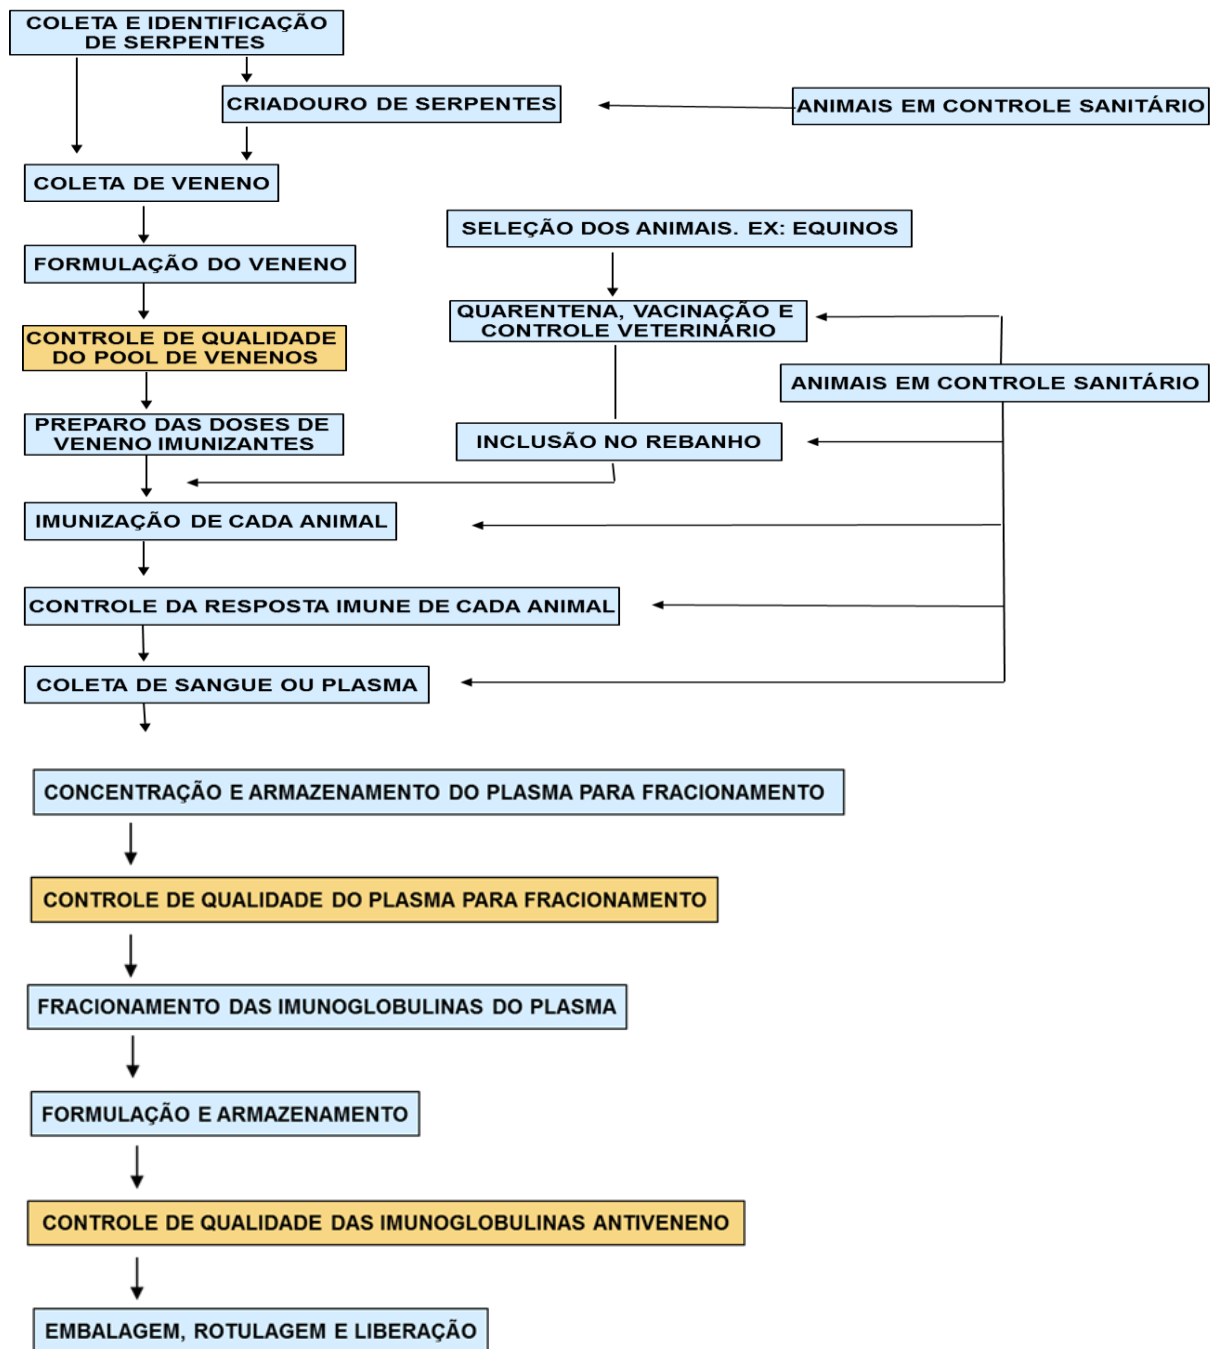 COLETA E IDENTIFICAÇÃO
DE SERPENTES
CRIADOURO DE SERPENTES
ANIMAIS EM CONTROLE SANITÁRIO
COLETA DE VENENO
SELEÇÃO DOS ANIMAIS. EX: EQUINOS
FORMULAÇÃO DO VENENO
QUARENTENA, VACINAÇÃO E
CONTROLE VETERINÁRIO
CONTROLE DE QUALIDADE
DO POOL DE VENENOS
ANIMAIS EM CONTROLE SANITÁRIO
PREPARO DAS DOSES DE
VENENO IMUNIZANTES
INCLUSÃO NO REBANHO
IMUNIZAÇÃO DE CADA ANIMAL
CONTROLE DA RESPOSTA IMUNE DE CADA ANIMAL
COLETA DE SANGUE OU PLASMA
CONCENTRAÇÃO E ARMAZENAMENTO DO PLASMA PARA FRACIONAMENTO
CONTROLE DE QUALIDADE DO PLASMA PARA FRACIONAMENTO
FRACIONAMENTO DAS IMUNOGLOBULINAS DO PLASMA
FORMULAÇÃO E ARMAZENAMENTO
CONTROLE DE QUALIDADE DAS IMUNOGLOBULINAS ANTIVENENO
EMBALAGEM, ROTULAGEM E LIBERAÇÃO